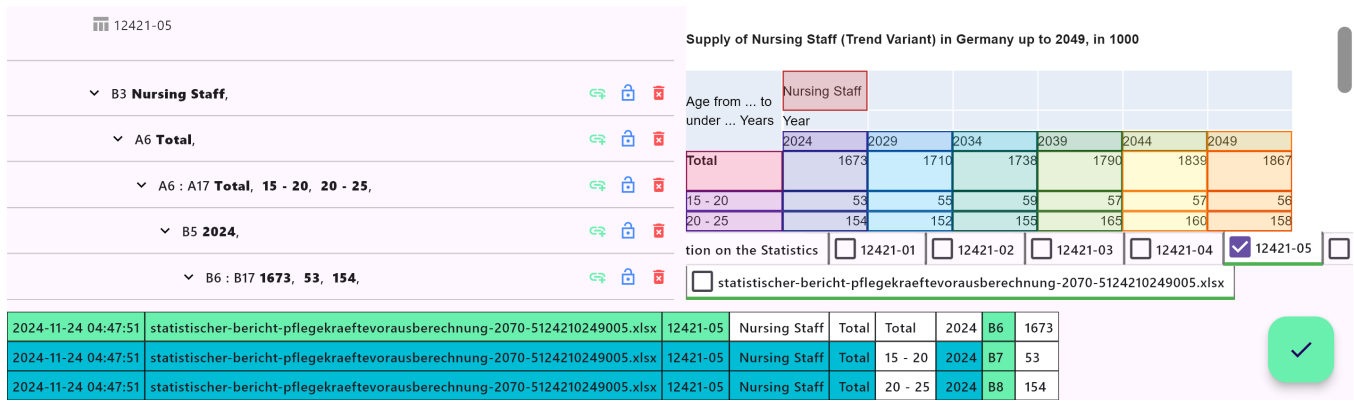 12421-05
B3 Nursing Staff,
A6 Total,
A6 : A17 Total, 15 - 20, 20 - 25,
B5 2024,
B6 : B17 1673, 53, 154,
Supply of Nursing Staff (Trend Variant) in Germany up to 2049, in 1000
Age from ... to under ... Years
Nursing Staff
Year
2024 2029 2034 2039 2044 2049
Total 1673 1710 1738 1790 1839 1867
15 - 20 53 55 59 57 57 56
20 - 25 154 152 155 165 160 158
tion on the Statistics 12421-01 12421-02 12421-03 12421-04 12421-05
statistischer-bericht-pflegekraeftevorausberechnung-2070-5124210249005.xlsx
2024-11-24 04:47:51 statistischer-bericht-pflegekraeftevorausberechnung-2070-5124210249005.xlsx 12421-05 Nursing Staff Total Total 2024 B6 1673
2024-11-24 04:47:51 statistischer-bericht-pflegekraeftevorausberechnung-2070-5124210249005.xlsx 12421-05 Nursing Staff Total 15 - 20 2024 B7 53
2024-11-24 04:47:51 statistischer-bericht-pflegekraeftevorausberechnung-2070-5124210249005.xlsx 12421-05 Nursing Staff Total 20 - 25 2024 B8 154